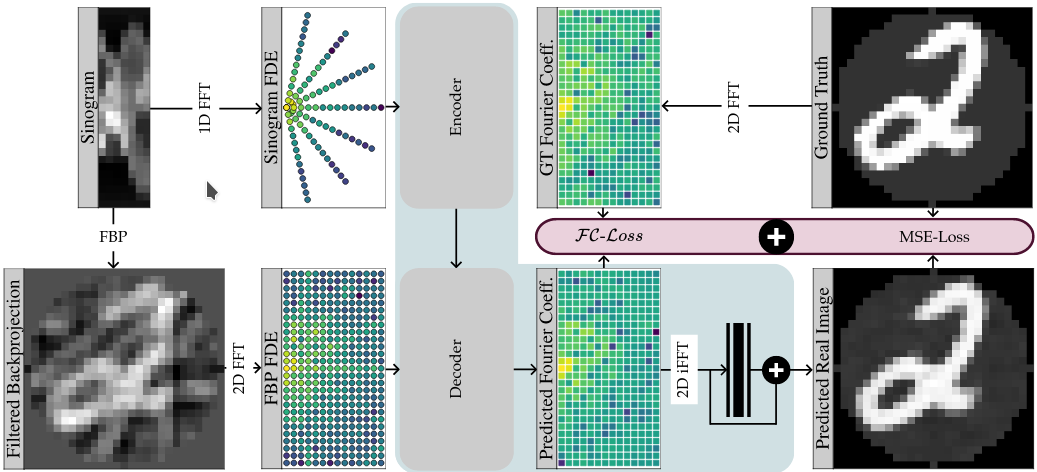 Sinogram
1D FFT
Sinogram FDE
Encoder
GT Fourier Coeff.
2D FFT
Ground Truth
FBP
FC-Loss
MSE-Loss
Filtered Backprojection
2D FFT
FBP FDE
Decoder
Predicted Fourier Coeff.
2D iFFT
Predicted Real Image